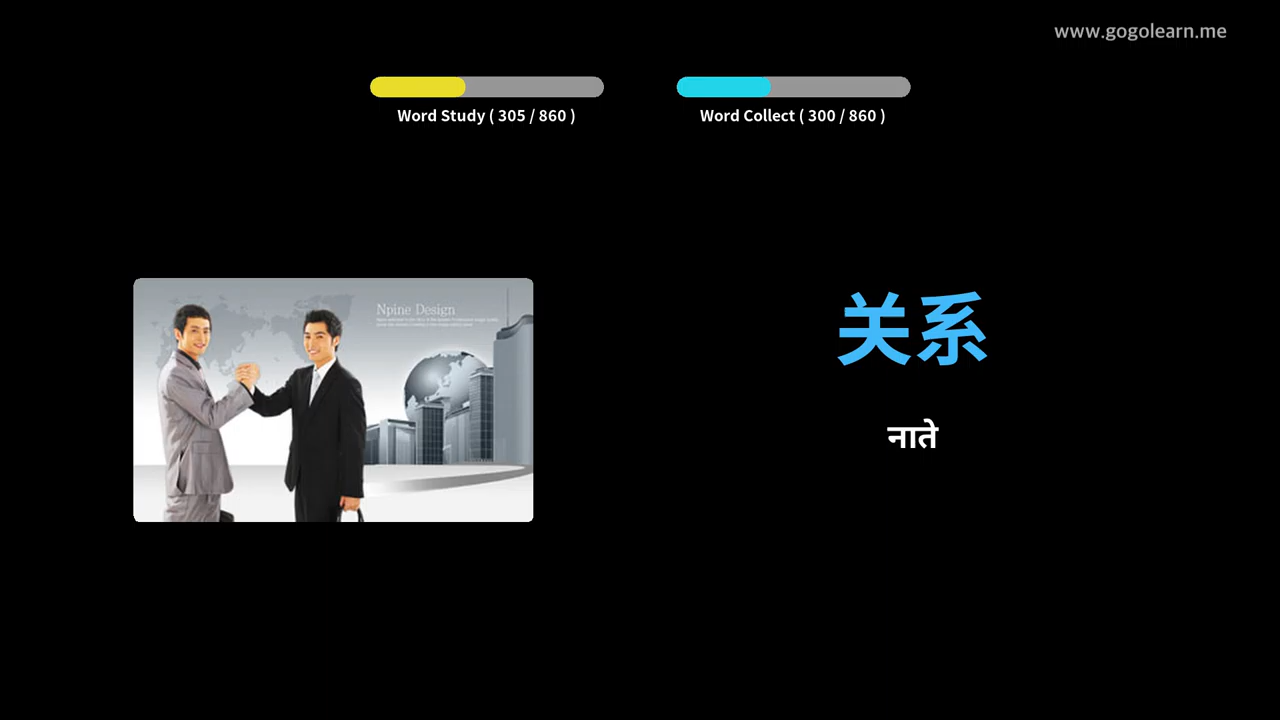 www.gogolearn.me
Word Study ( 305 / 860 )
Word Collect ( 300 / 860 )
Npine Design
关系
नाते